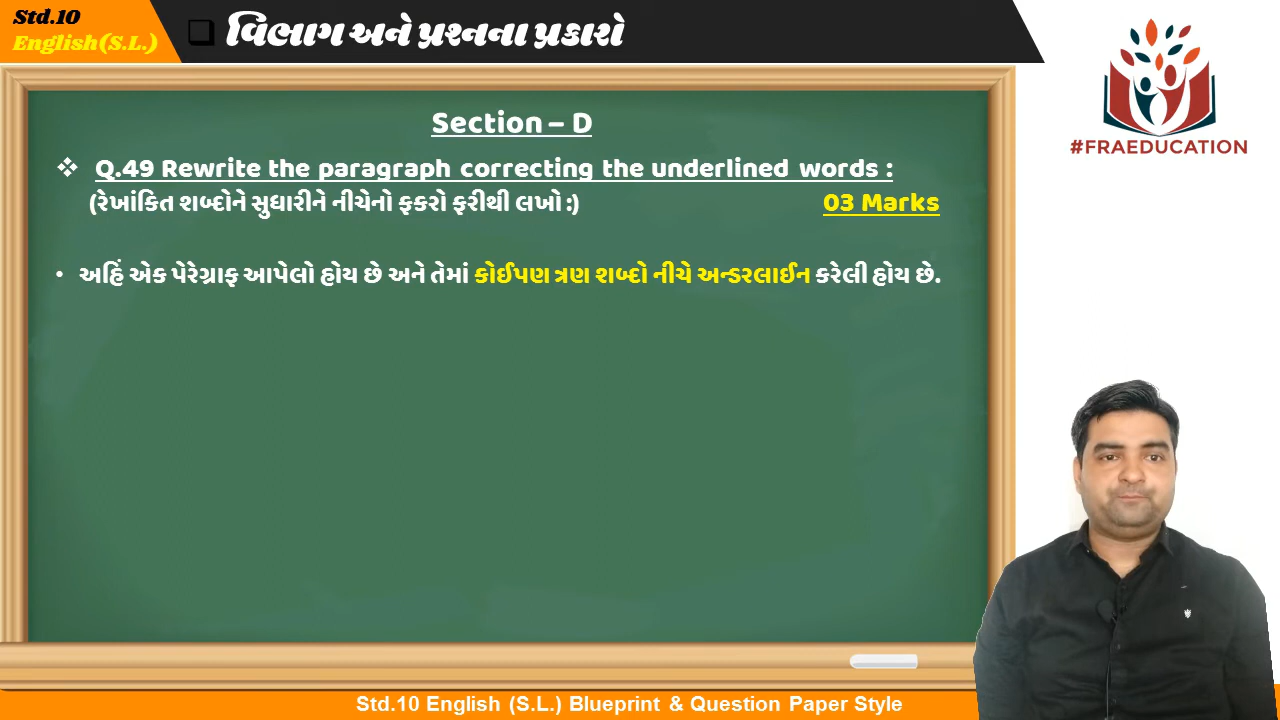 Std.10
English(S.L.)
❑ વિભાગ અને પ્રશ્નના પ્રકારો
#FRAEDUCATION
Section – D
❖ Q.49 Rewrite the paragraph correcting the underlined words :
(રેખાંકિત શબ્દોને સુધારીને નીચેનો ફકરો ફરીથી લખો :) 03 Marks
• અહિં એક પેરેગ્રાફ આપેલો હોય છે અને તેમાં કોઈપણ ત્રણ શબ્દો નીચે અન્ડરલાઈન કરેલી હોય છે.
Std.10 English (S.L.) Blueprint & Question Paper Style